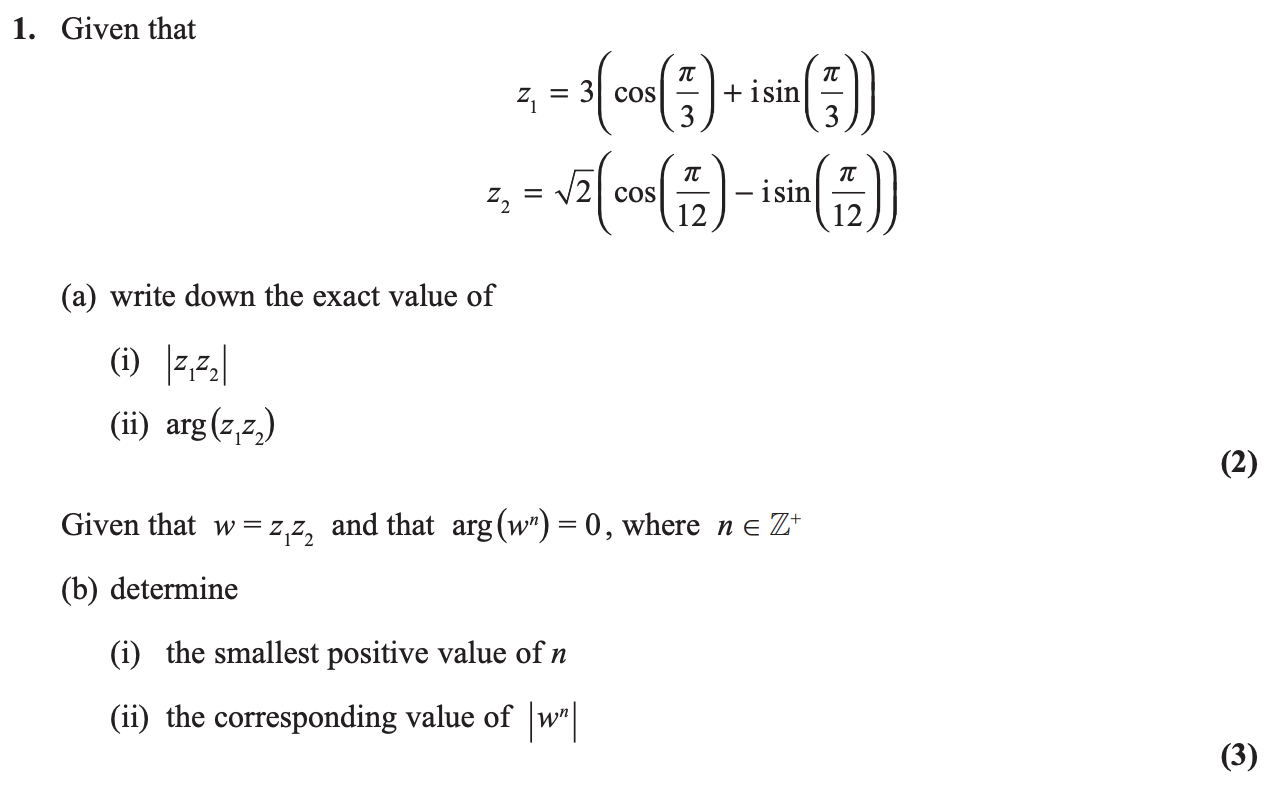 1. Given that
z₁ = 3(cos(π/3) + i sin(π/3))
z₂ = √2(cos(π/12) − i sin(π/12))
(a) write down the exact value of
(i) |z₁z₂|
(ii) arg(z₁z₂)
(2)
Given that w = z₁z₂ and that arg(wⁿ) = 0, where n ∈ ℤ⁺
(b) determine
(i) the smallest positive value of n
(ii) the corresponding value of |wⁿ|
(3)